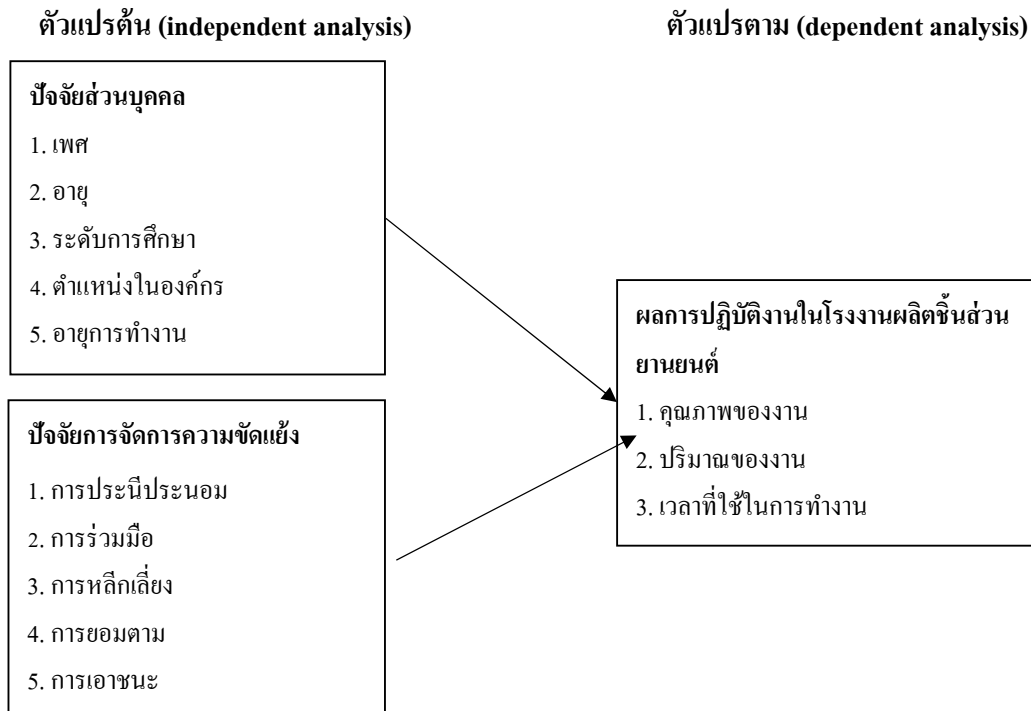 ตัวแปรต้น (independent analysis)
ตัวแปรตาม (dependent analysis)
ปัจจัยส่วนบุคคล
1. เพศ
2. อายุ
3. ระดับการศึกษา
4. ตำแหน่งในองค์กร
5. อายุการทำงาน
ปัจจัยการจัดการความขัดแย้ง
1. การประนีประนอม
2. การร่วมมือ
3. การหลีกเลี่ยง
4. การยอมตาม
5. การเอาชนะ
ผลการปฏิบัติงานในโรงงานผลิตชิ้นส่วน
ยานยนต์
1. คุณภาพของงาน
2. ปริมาณของงาน
3. เวลาที่ใช้ในการทำงาน